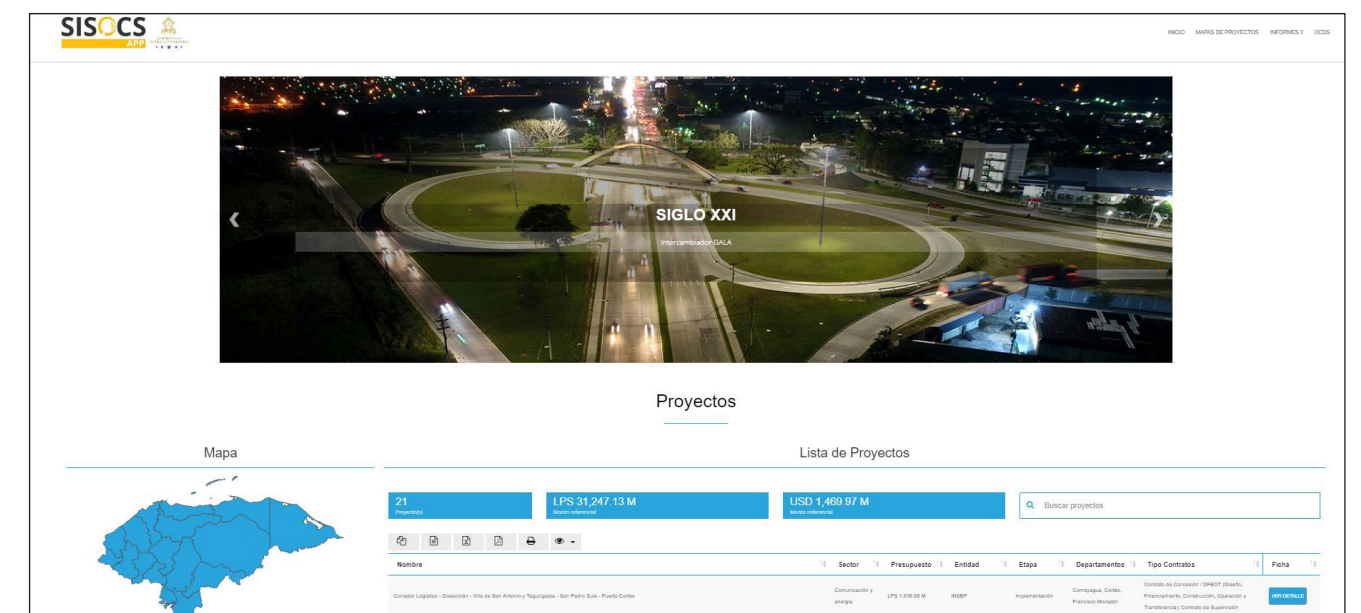 SISOCS
APP
INICIO MAPAS DE PROYECTOS INFORMES V OCDS
SIGLO XXI
Intercambiador GALA
Proyectos
Mapa
Lista de Proyectos
21
Proyecto(s)
LPS 31,247.13 M
Monto referencial
USD 1,469.97 M
Monto referencial
Buscar proyectos
Nombre Sector Presupuesto Entidad Etapa Departamentos Tipo Contratos Ficha
Corredor Logístico - Goascorán - Villa de San Antonio y Tegucigalpa - San Pedro Sula - Puerto Cortés
Comunicación y
energía
INSEP
Implementación
Comayagua, Cortés,
Francisco Morazán
Contrato de Concesión / DFBOT (Diseño,
Financiamiento, Construcción, Operación y
Transferencia), Contrato de Supervisión
VER DETALLE